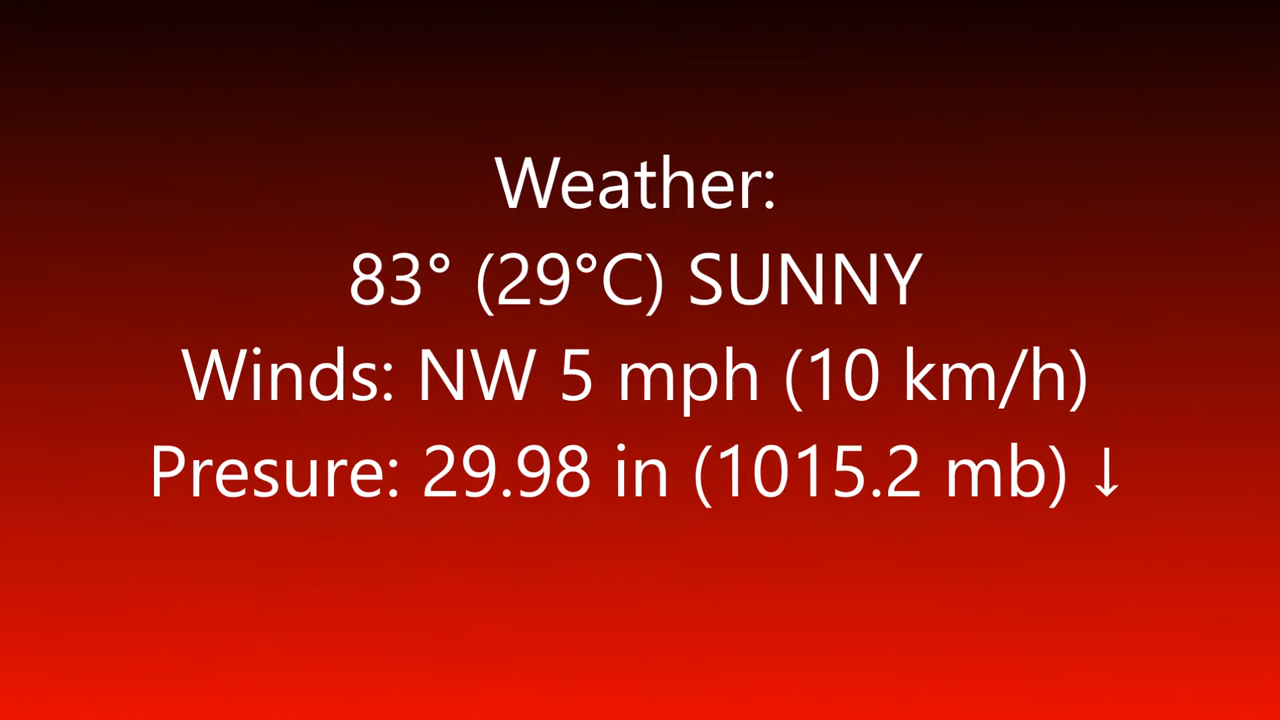 Weather:
83° (29°C) SUNNY
Winds: NW 5 mph (10 km/h)
Presure: 29.98 in (1015.2 mb) ↓